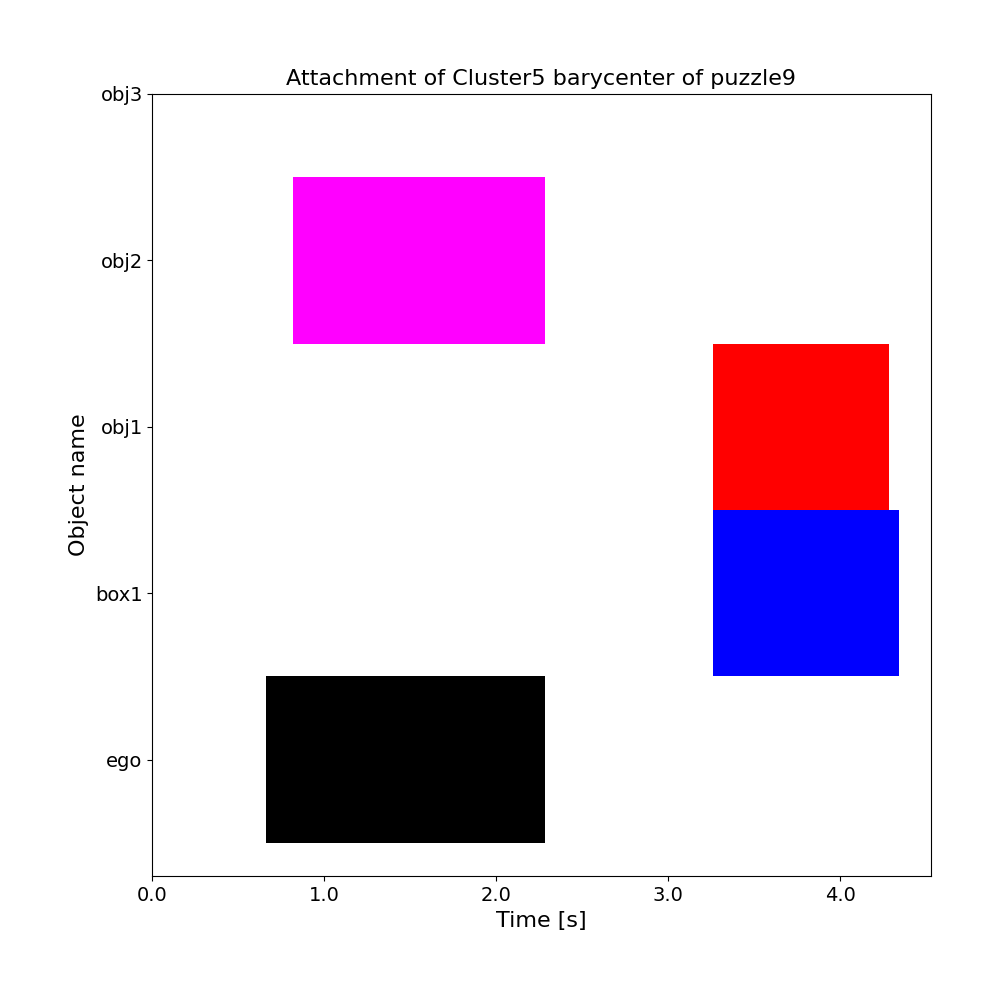 Attachment of Cluster5 barycenter of puzzle9
obj3
obj2
obj1
box1
ego
Object name
0.0 1.0 2.0 3.0 4.0
Time [s]